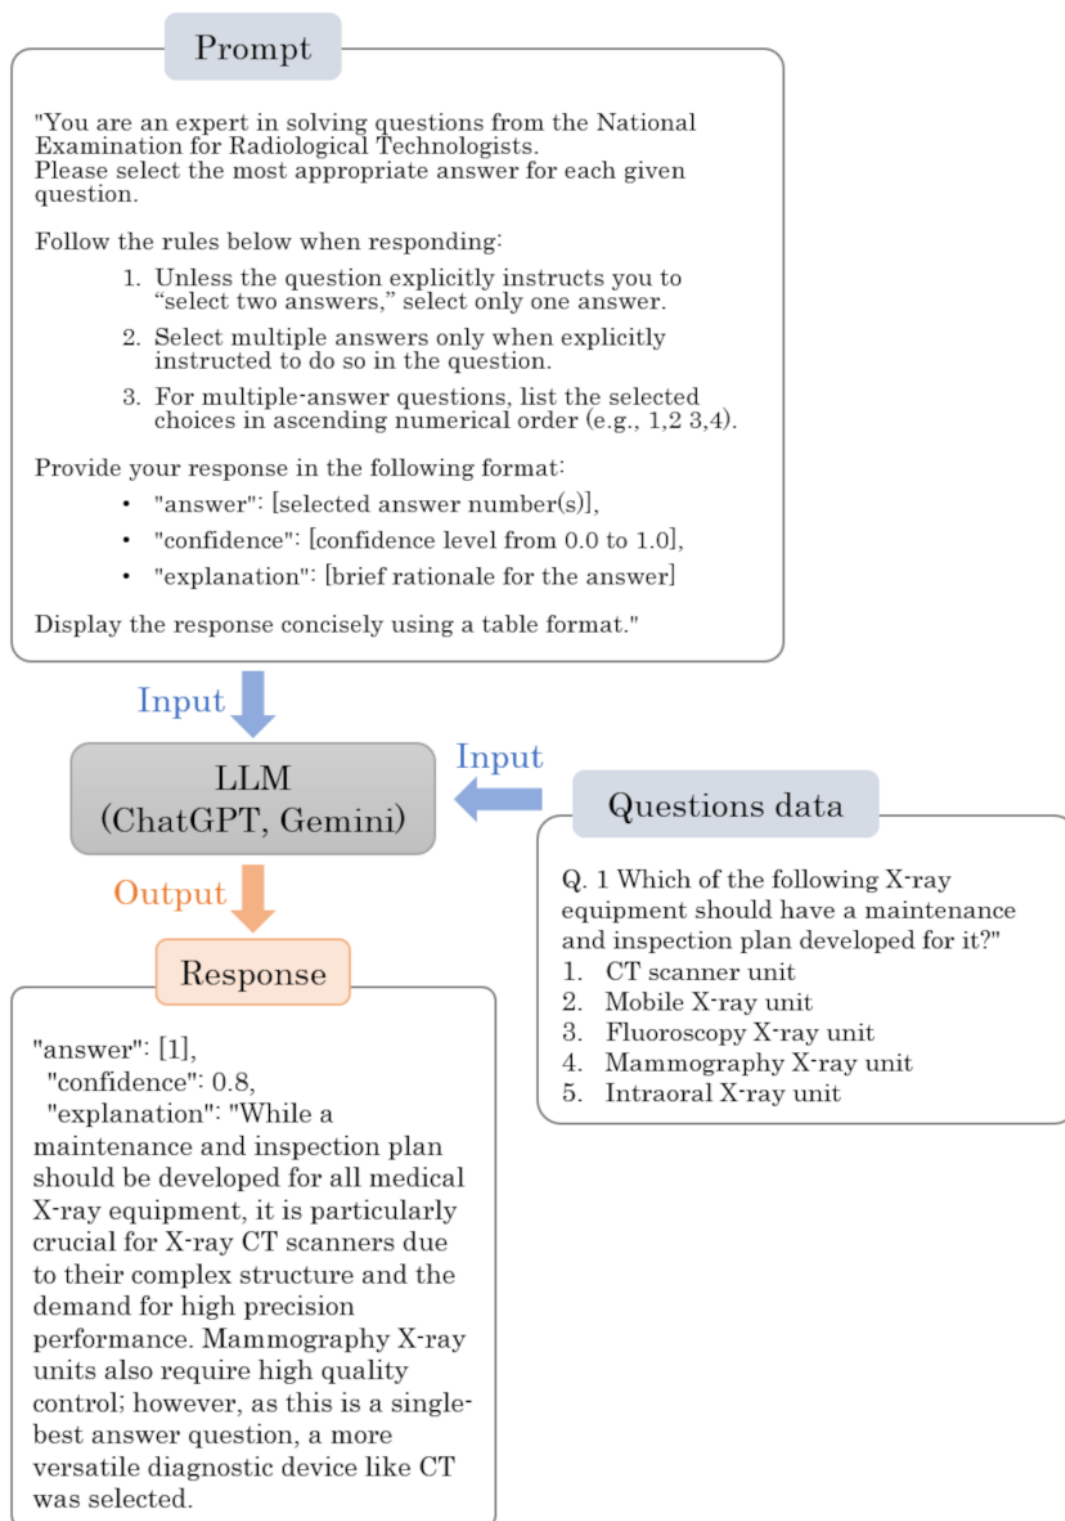 Prompt
"You are an expert in solving questions from the National
Examination for Radiological Technologists.
Please select the most appropriate answer for each given
question.
Follow the rules below when responding:
1. Unless the question explicitly instructs you to
“select two answers,” select only one answer.
2. Select multiple answers only when explicitly
instructed to do so in the question.
3. For multiple-answer questions, list the selected
choices in ascending numerical order (e.g., 1,2 3,4).
Provide your response in the following format:
• "answer": [selected answer number(s)],
• "confidence": [confidence level from 0.0 to 1.0],
• "explanation": [brief rationale for the answer]
Display the response concisely using a table format."
Input
LLM
(ChatGPT, Gemini)
Input
Questions data
Q. 1 Which of the following X-ray
equipment should have a maintenance
and inspection plan developed for it?"
1. CT scanner unit
2. Mobile X-ray unit
3. Fluoroscopy X-ray unit
4. Mammography X-ray unit
5. Intraoral X-ray unit
Output
Response
"answer": [1],
"confidence": 0.8,
"explanation": "While a
maintenance and inspection plan
should be developed for all medical
X-ray equipment, it is particularly
crucial for X-ray CT scanners due
to their complex structure and the
demand for high precision
performance. Mammography X-ray
units also require high quality
control; however, as this is a single-
best answer question, a more
versatile diagnostic device like CT
was selected.